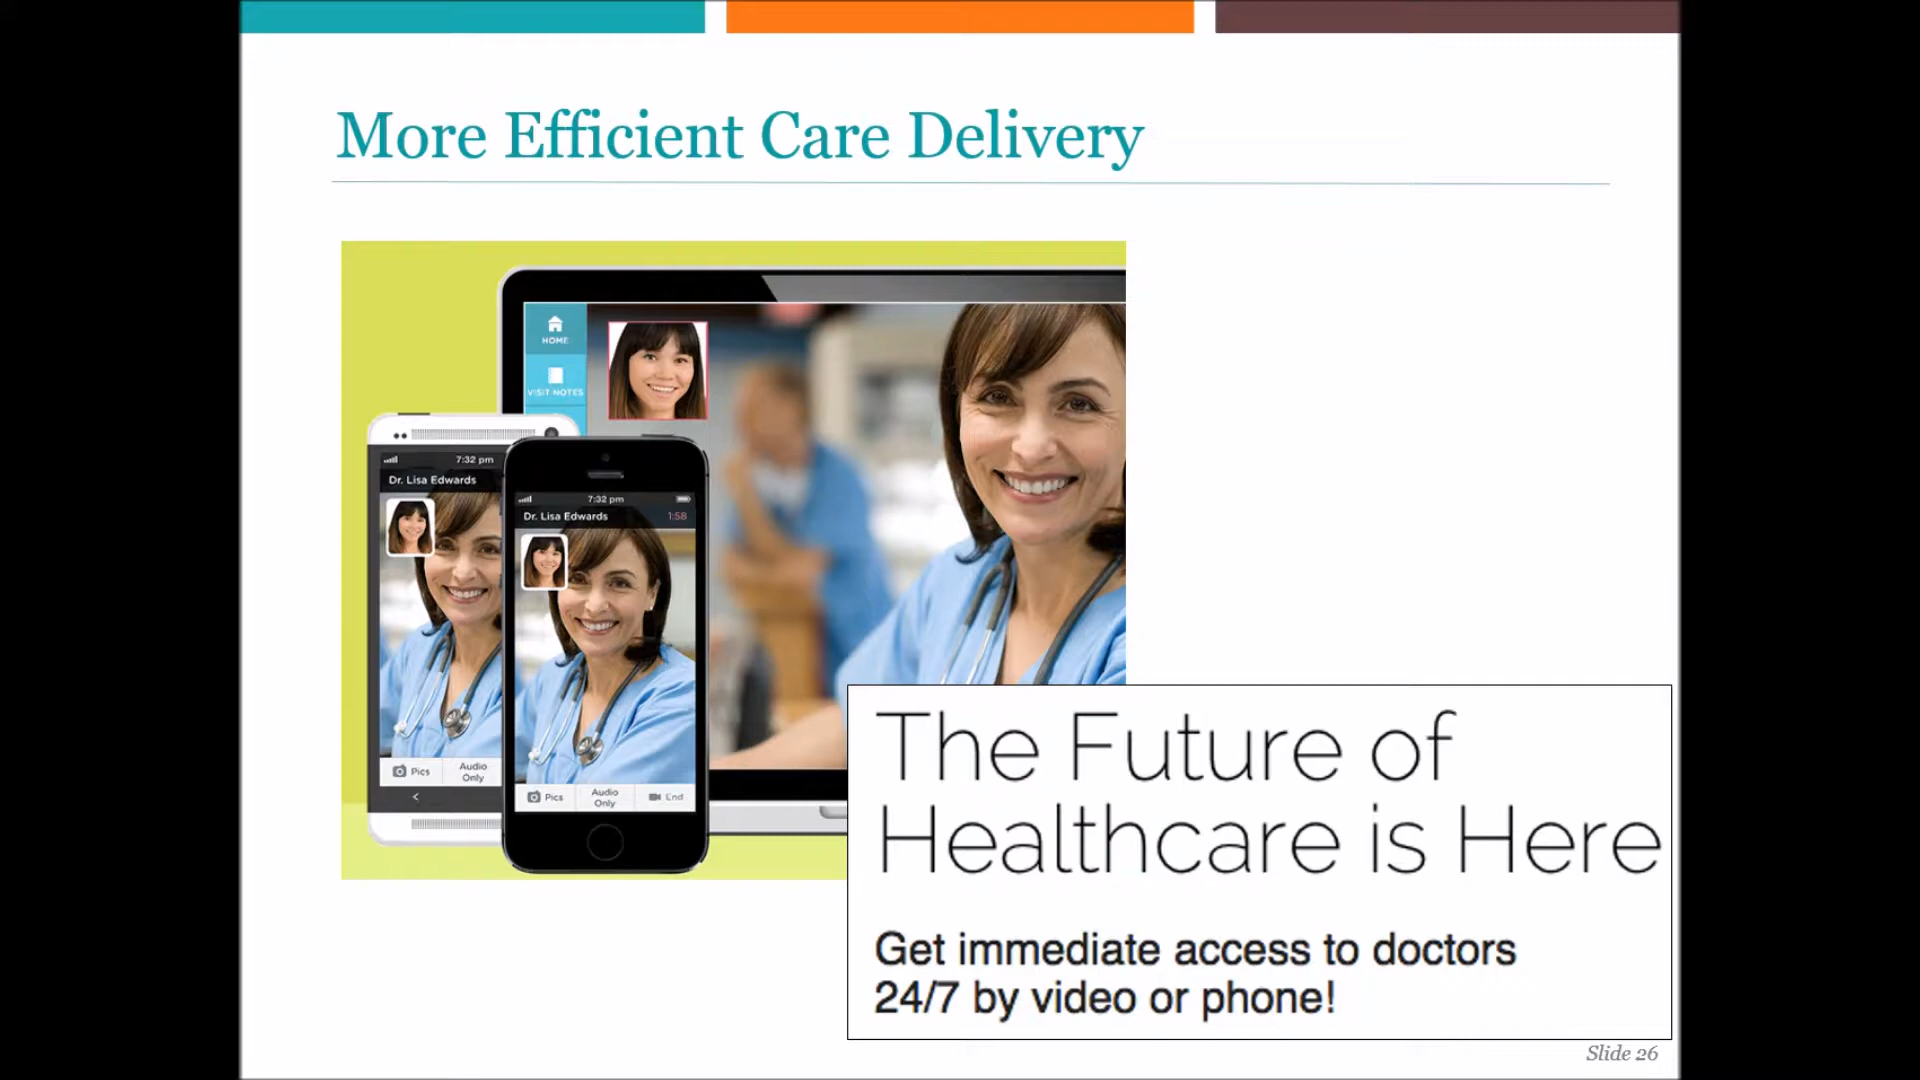 More Efficient Care Delivery
HOME
VISIT NOTES
7:32 pm
Dr. Lisa Edwards
Pics
Audio
Only
7:32 pm
Dr. Lisa Edwards 1:58
Pics
Audio
Only
End
The Future of
Healthcare is Here
Get immediate access to doctors
24/7 by video or phone!
Slide 26